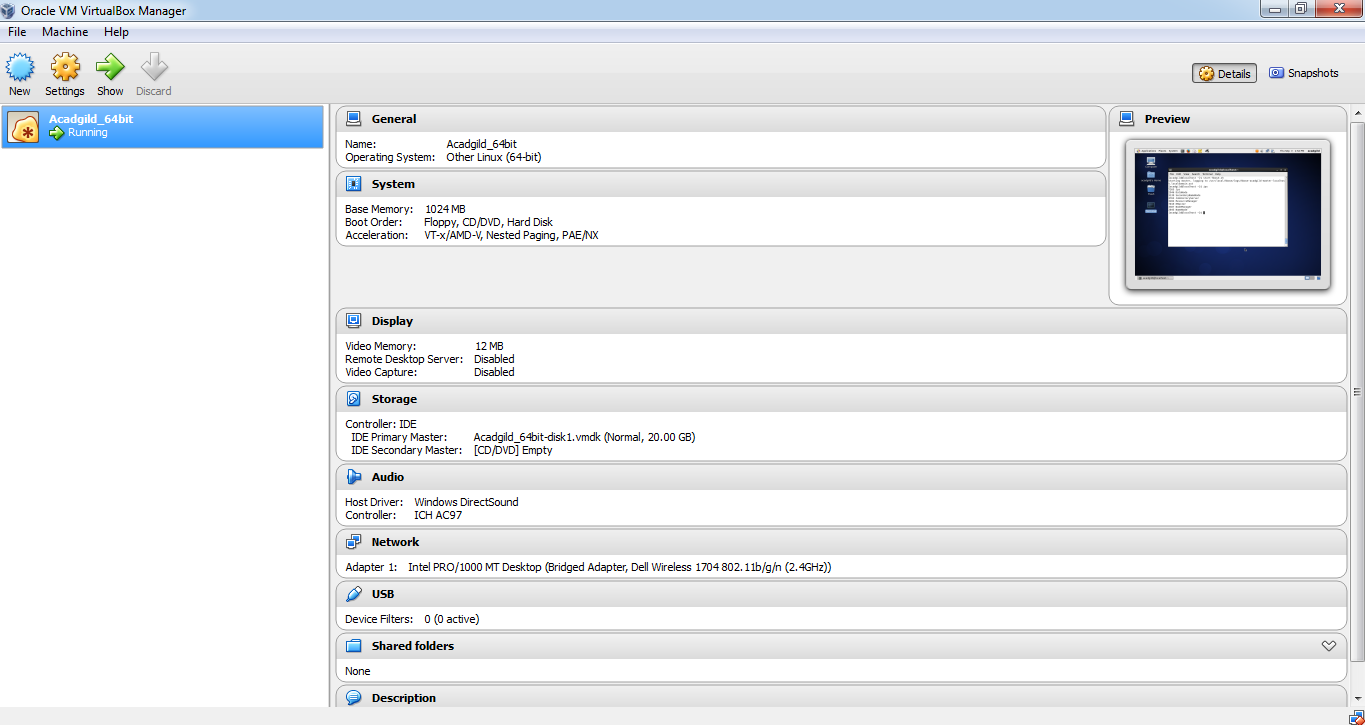 Oracle VM VirtualBox Manager
File Machine Help
New Settings Show Discard
Details Snapshots
Acadgild_64bit
Running
General
Name: Acadgild_64bit
Operating System: Other Linux (64-bit)
System
Base Memory: 1024 MB
Boot Order: Floppy, CD/DVD, Hard Disk
Acceleration: VT-x/AMD-V, Nested Paging, PAE/NX
Preview
Display
Video Memory: 12 MB
Remote Desktop Server: Disabled
Video Capture: Disabled
Storage
Controller: IDE
IDE Primary Master: Acadgild_64bit-disk1.vmdk (Normal, 20.00 GB)
IDE Secondary Master: [CD/DVD] Empty
Audio
Host Driver: Windows DirectSound
Controller: ICH AC97
Network
Adapter 1: Intel PRO/1000 MT Desktop (Bridged Adapter, Dell Wireless 1704 802.11b/g/n (2.4GHz))
USB
Device Filters: 0 (0 active)
Shared folders
None
Description